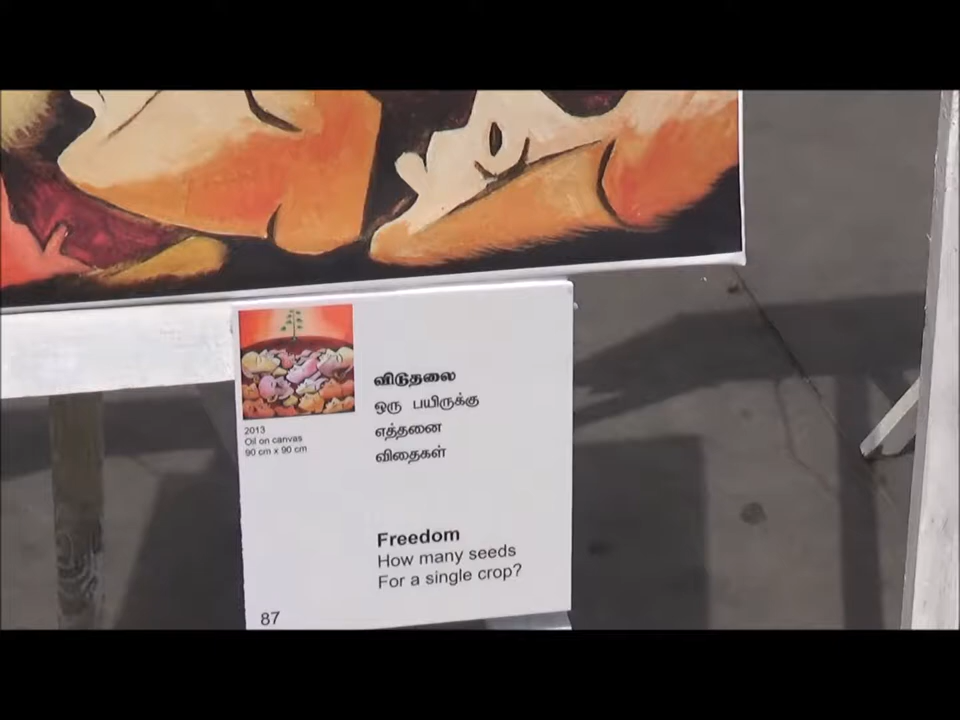 2013
Oil on canvas
90 cm x 90 cm
விடுதலை
ஒரு பயிருக்கு
எத்தனை
விதைகள்
Freedom
How many seeds
For a single crop?
87